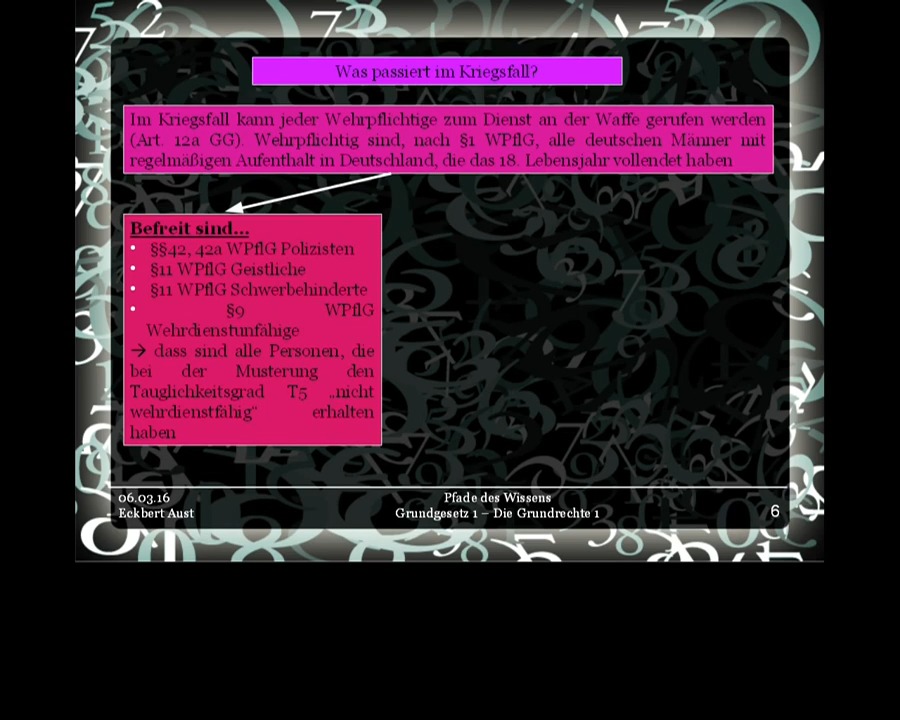 Was passiert im Kriegsfall?
Im Kriegsfall kann jeder Wehrpflichtige zum Dienst an der Waffe gerufen werden
(Art. 12a GG). Wehrpflichtig sind, nach §1 WPflG, alle deutschen Männer mit
regelmäßigen Aufenthalt in Deutschland, die das 18. Lebensjahr vollendet haben
Befreit sind...
• §§42, 42a WPflG Polizisten
• §11 WPflG Geistliche
• §11 WPflG Schwerbehinderte
• §9 WPflG
Wehrdienstunfähige
→ dass sind alle Personen, die
bei der Musterung den
Tauglichkeitsgrad T5 „nicht
wehrdienstfähig“ erhalten
haben
06.03.16
Eckbert Aust
Pfade des Wissens
Grundgesetz 1 – Die Grundrechte 1
6